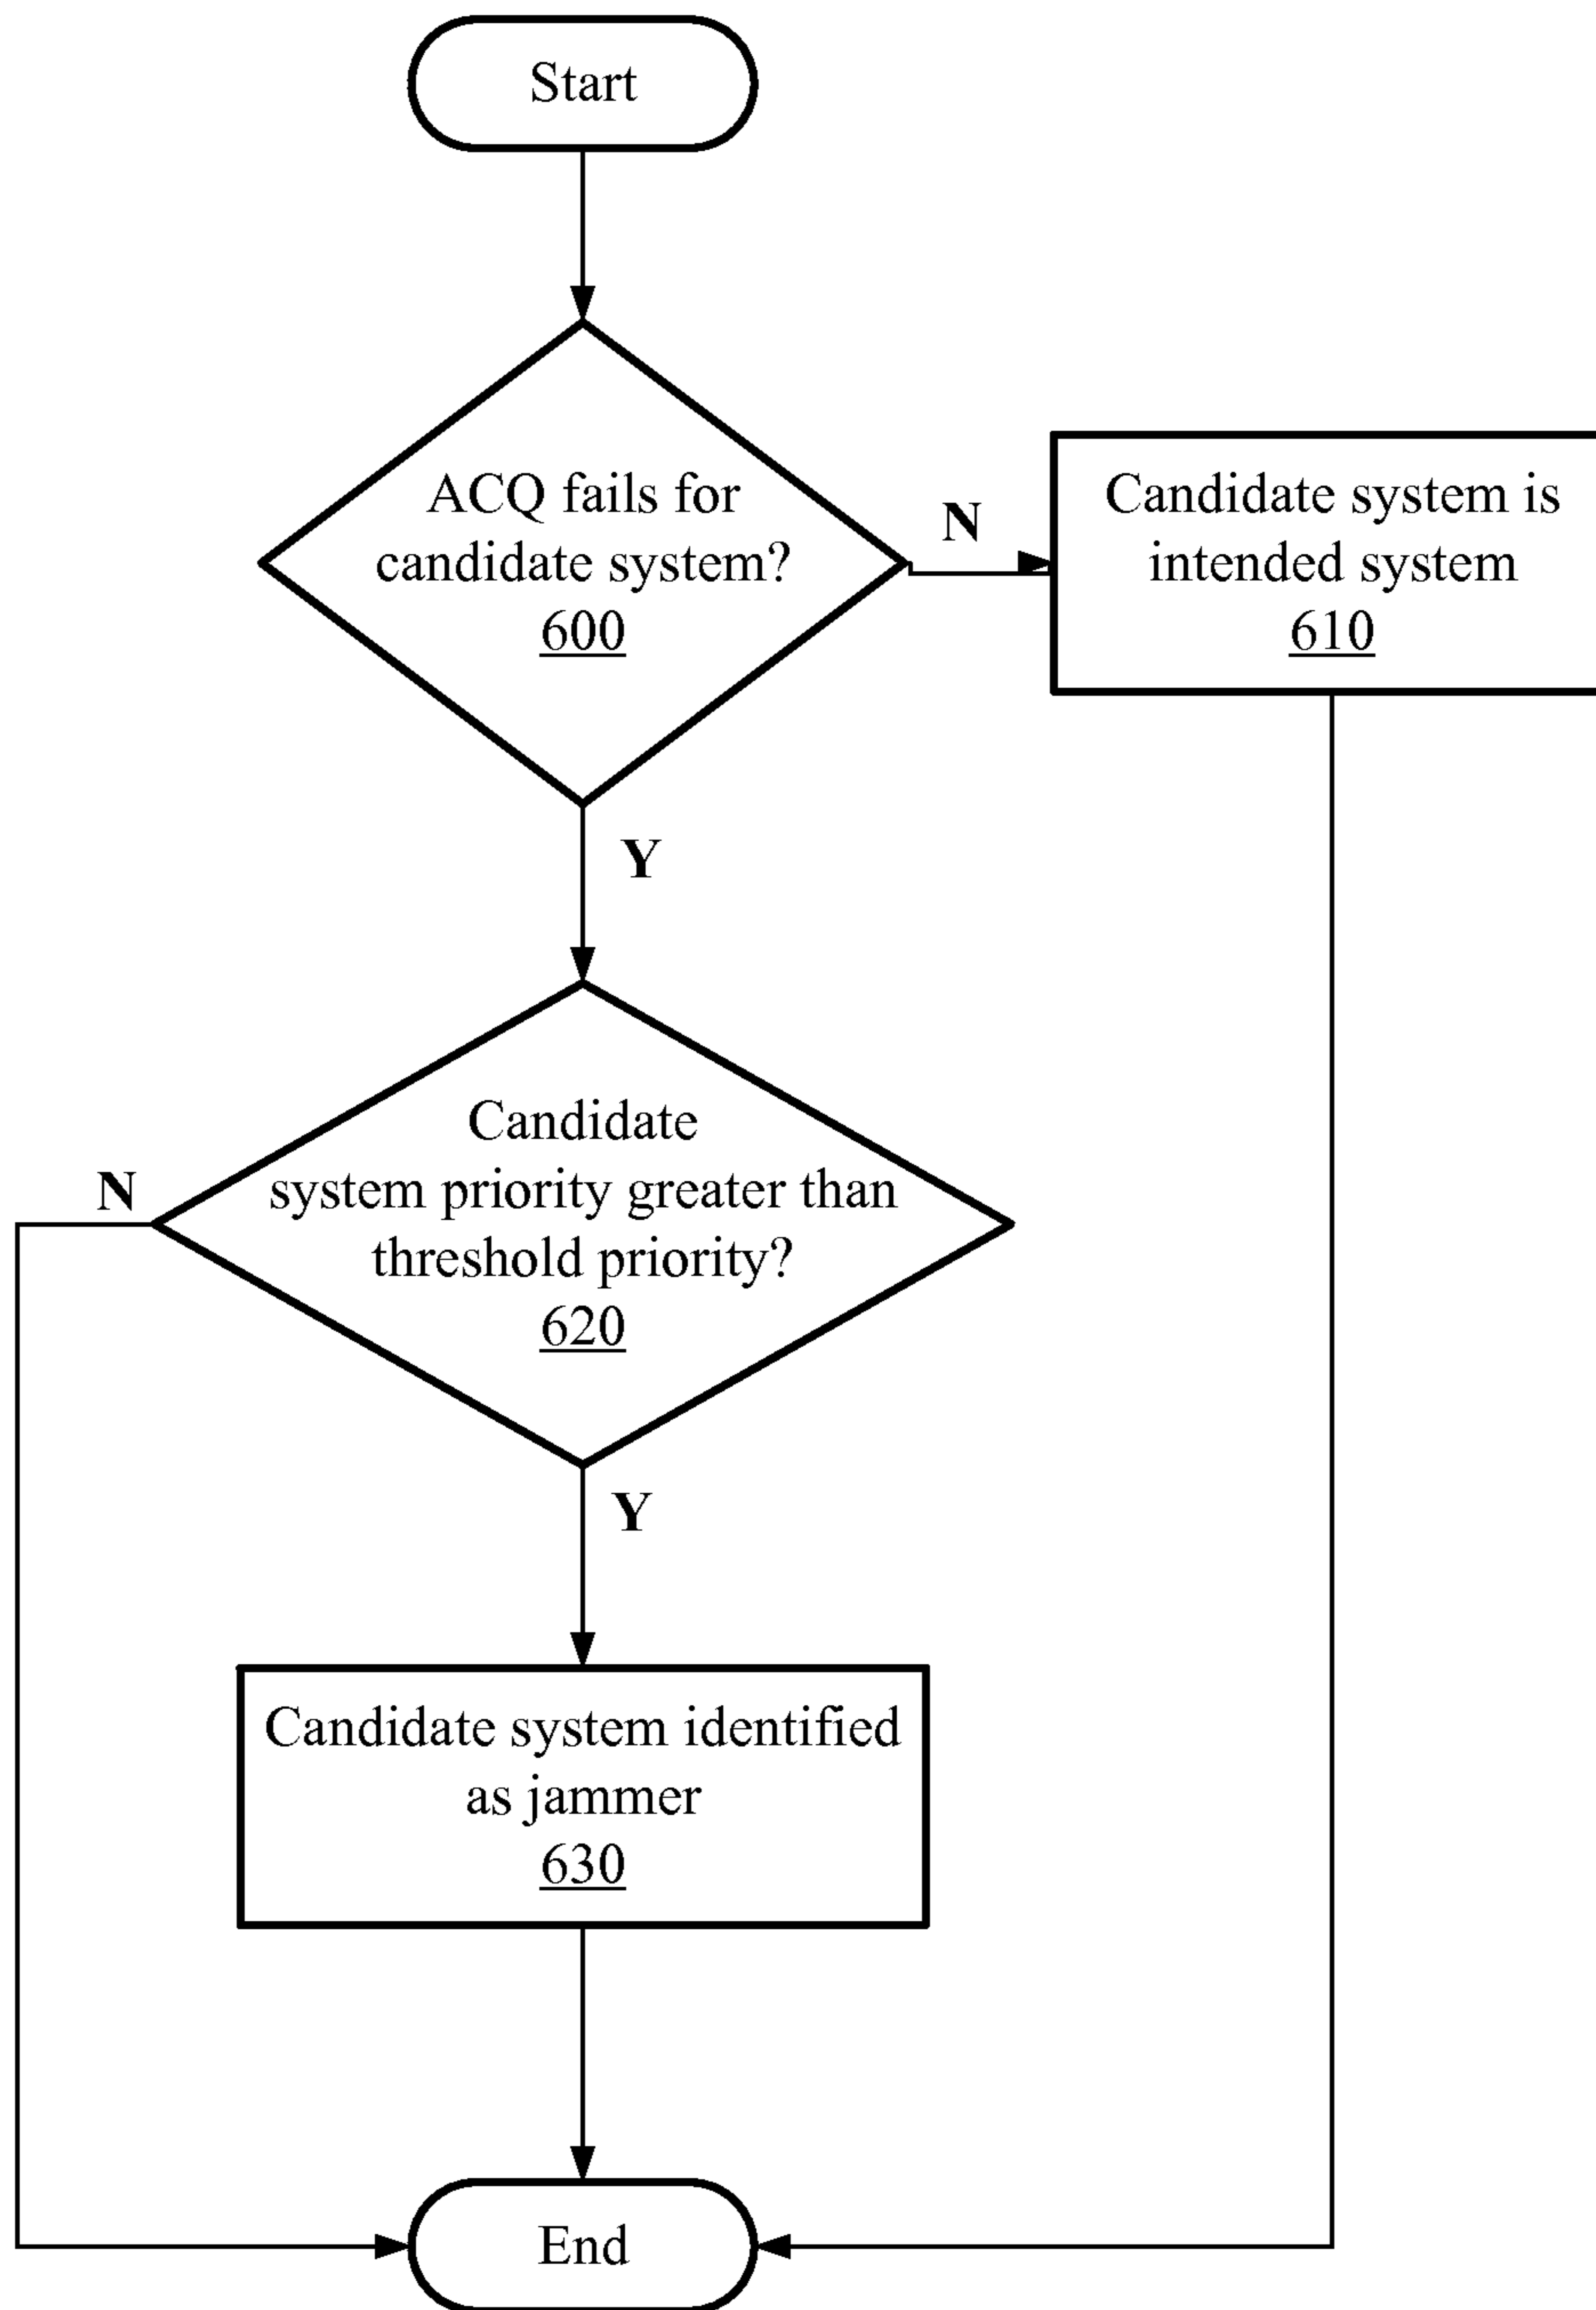 Start
ACQ fails for
candidate system?
600
N
Candidate system is
intended system
610
Y
Candidate
system priority greater than
threshold priority?
620
N
Y
Candidate system identified
as jammer
630
End